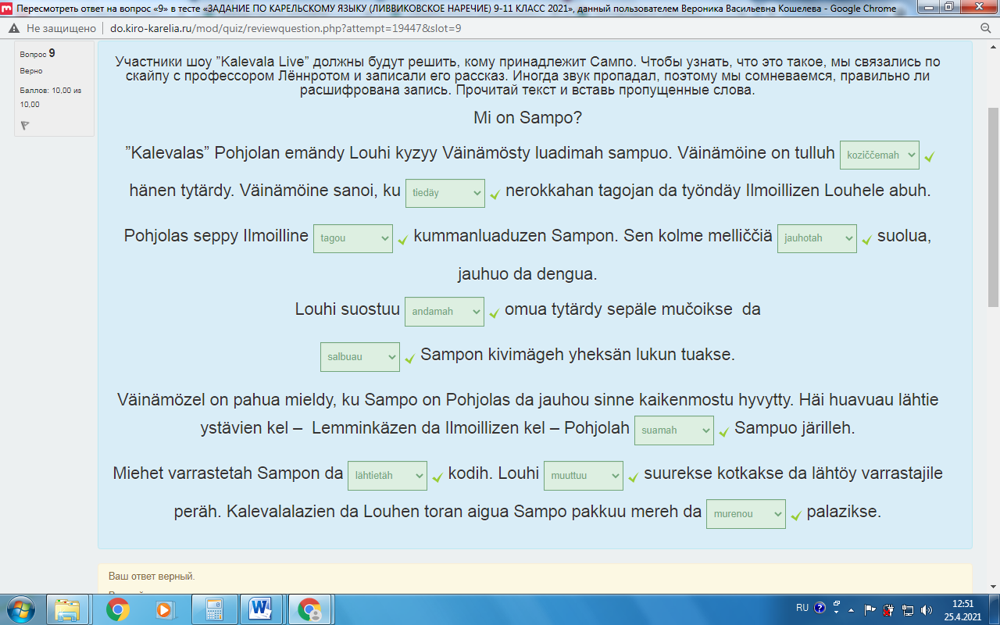 Пересмотреть ответ на вопрос «9» в тесте «ЗАДАНИЕ ПО КАРЕЛЬСКОМУ ЯЗЫКУ (ЛИВВИКОВСКОЕ НАРЕЧИЕ) 9-11 КЛАСС 2021», данный пользователем Вероника Васильевна Кошелева - Google Chrome
Не защищено | do.kiro-karelia.ru/mod/quiz/reviewquestion.php?attempt=19447&slot=9
Вопрос 9
Верно
Баллов: 10,00 из
10,00
Участники шоу ”Kalevala Live” должны будут решить, кому принадлежит Сампо. Чтобы узнать, что это такое, мы связались по
скайпу с профессором Лённротом и записали его рассказ. Иногда звук пропадал, поэтому мы сомневаемся, правильно ли
расшифрована запись. Прочитай текст и вставь пропущенные слова.
Mi on Sampo?
”Kalevalas” Pohjolan emändy Louhi kyzyy Väinämösty luadimah sampuo. Väinämöine on tulluh koziččemah
hänen tytärdy. Väinämöine sanoi, ku tiedäy nerokkahan tagojan da työndäy Ilmoillizen Louhele abuh.
Pohjolas seppy Ilmoilline tagou kummanluaduzen Sampon. Sen kolme melliččiä jauhotah suolua,
jauhuo da dengua.
Louhi suostuu andamah omua tytärdy sepäle mučoikse da
salbuau Sampon kivimägeh yheksän lukun tuakse.
Väinämözel on pahua mieldy, ku Sampo on Pohjolas da jauhou sinne kaikenmostu hyvytty. Häi huavuau lähtie
ystävien kel – Lemminkäzen da Ilmoillizen kel – Pohjolah suamah Sampuo järilleh.
Miehet varrastetah Sampon da lähtietäh kodih. Louhi muuttuu suurekse kotkakse da lähtöy varrastajile
peräh. Kalevalalazien da Louhen toran aigua Sampo pakkuu mereh da murenou palazikse.
Ваш ответ верный.
RU
12:51
25.4.2021